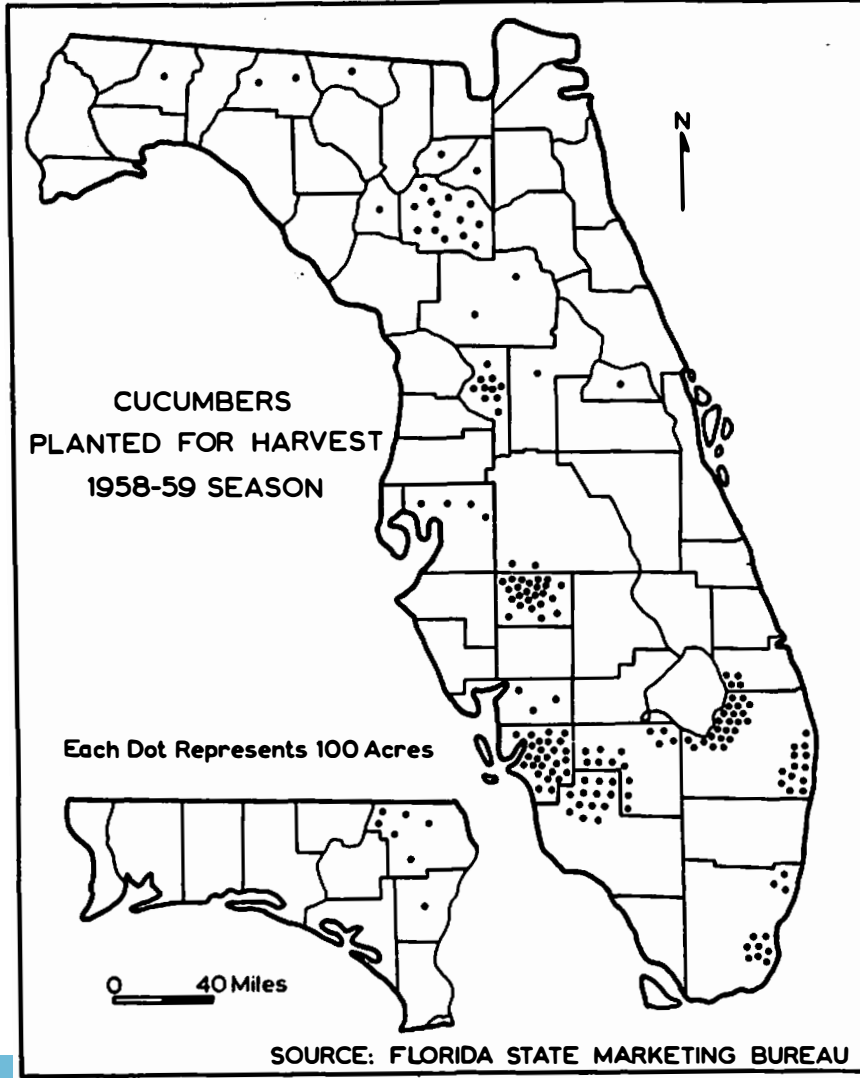 N
CUCUMBERS
PLANTED FOR HARVEST
1958-59 SEASON
Each Dot Represents 100 Acres
0 40 Miles
SOURCE: FLORIDA STATE MARKETING BUREAU